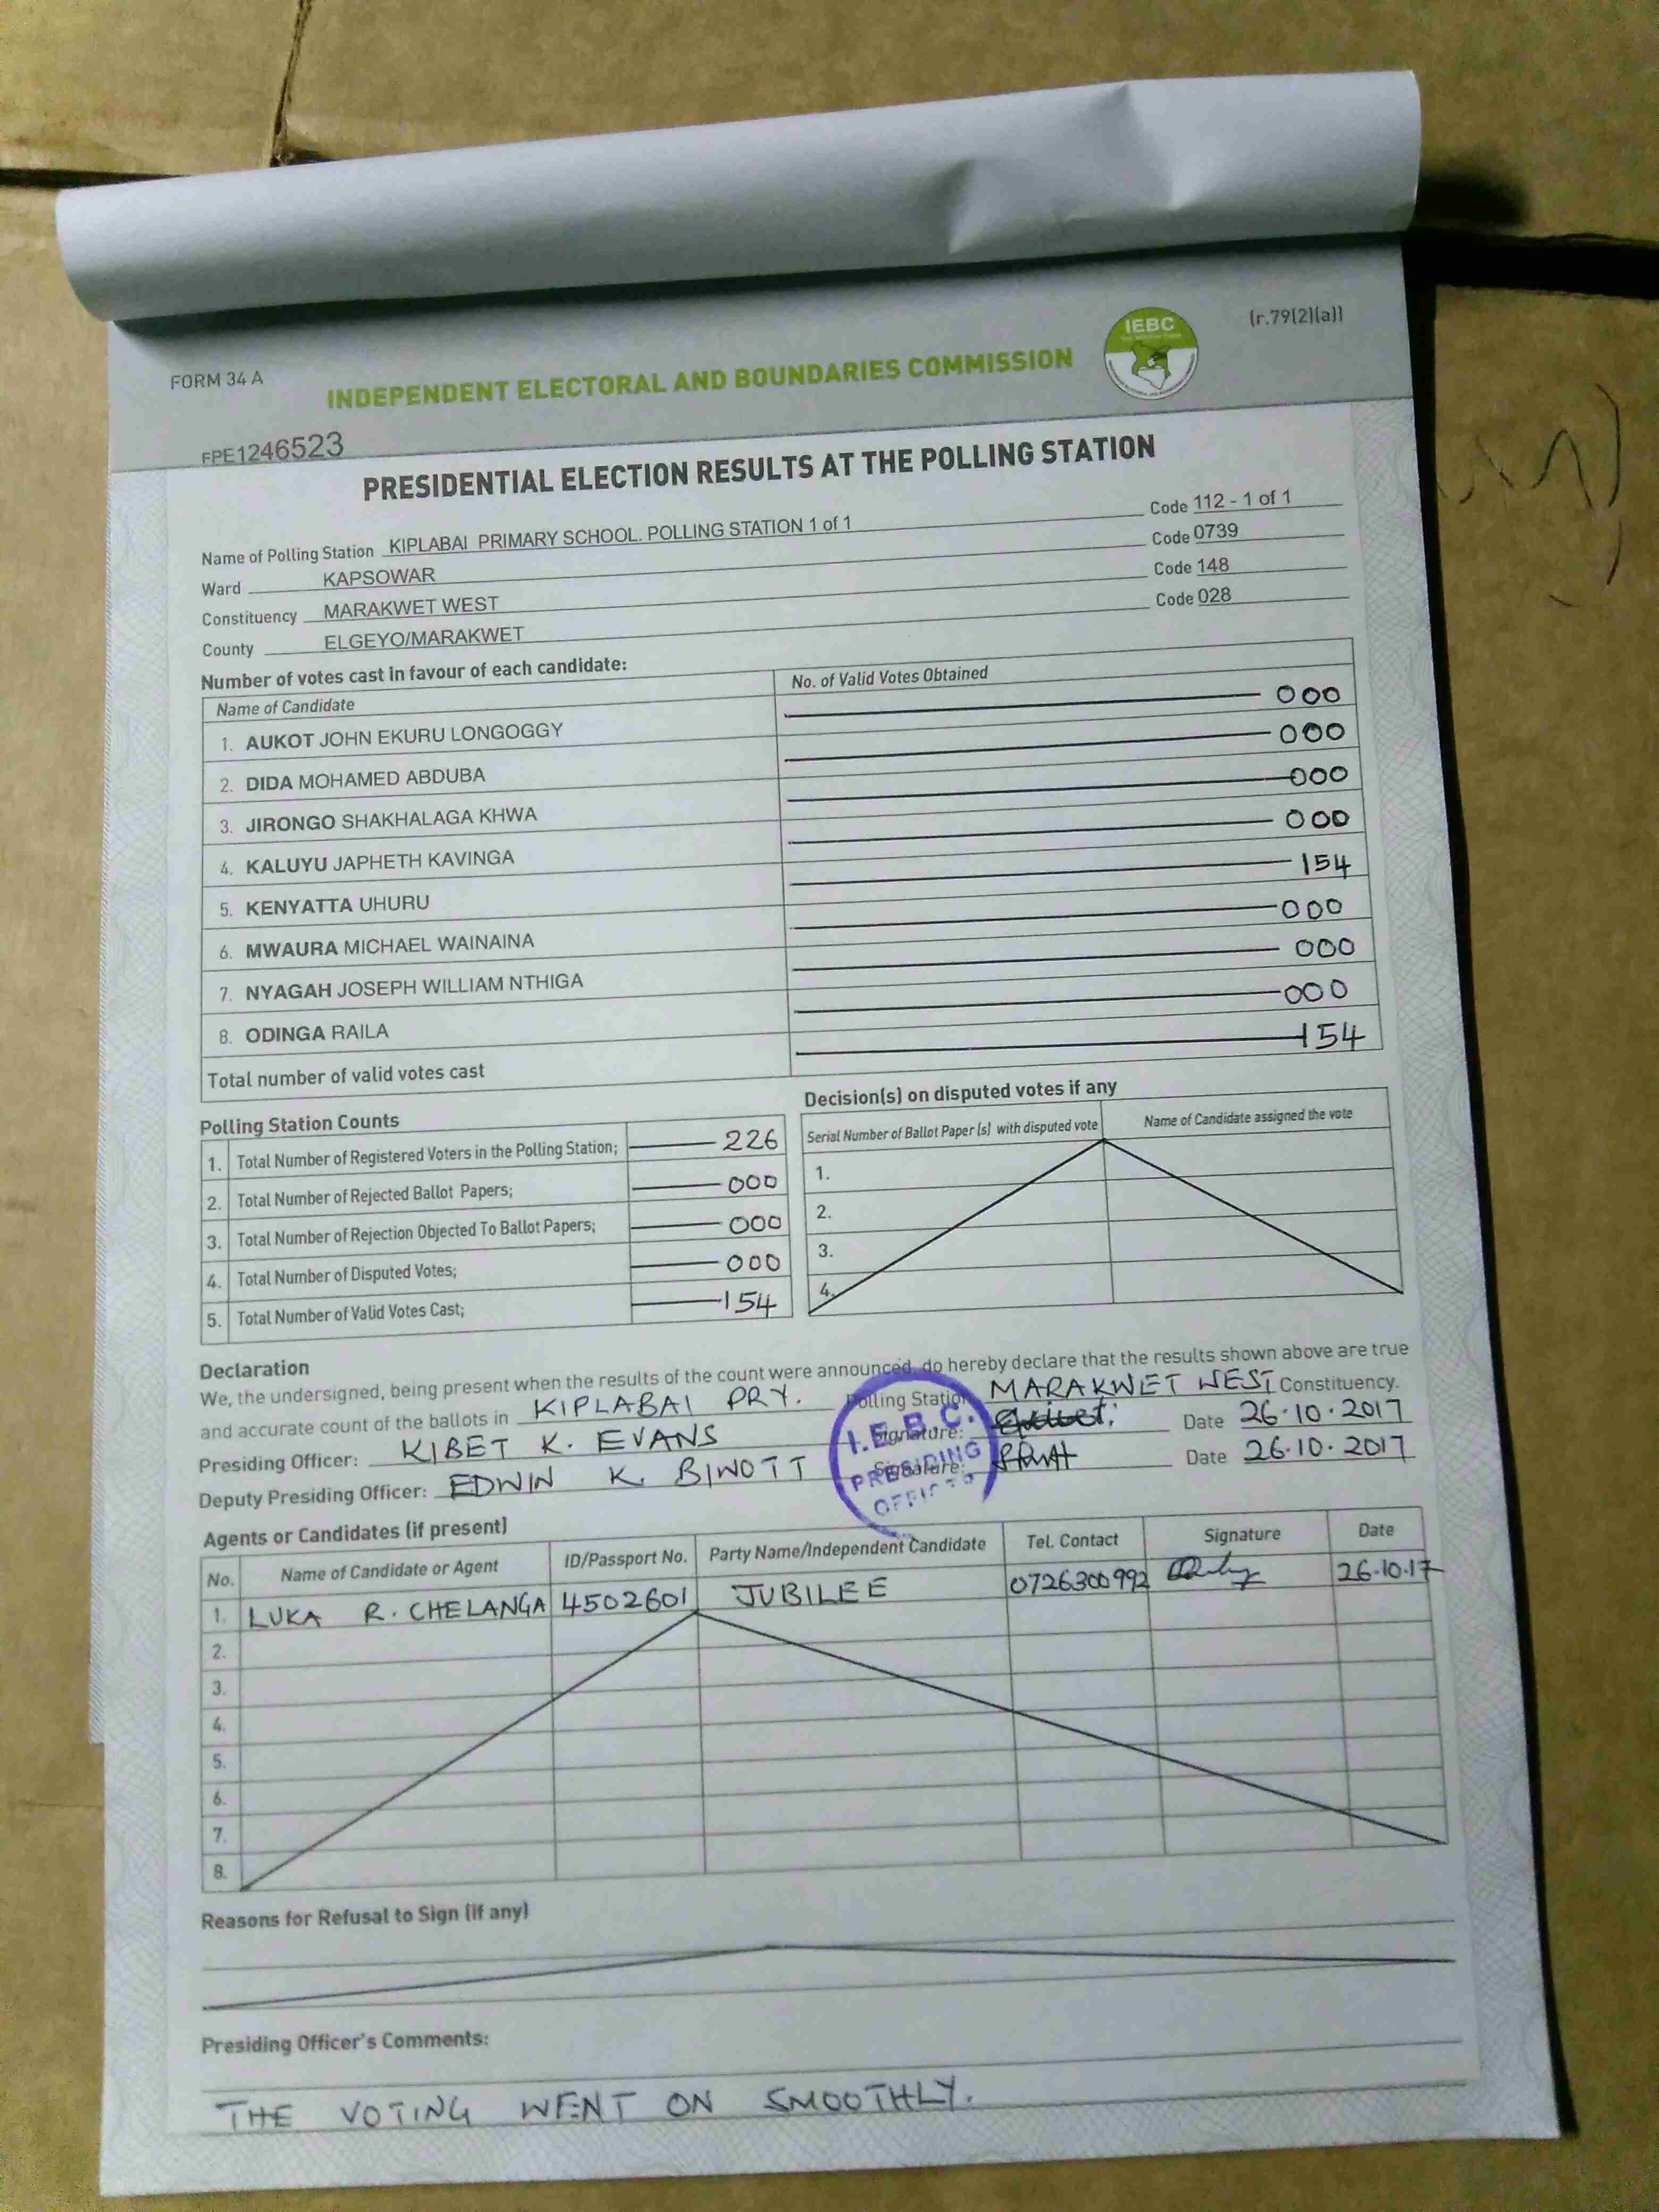 (r.79(2)(a))
IEBC
FORM 34 A
INDEPENDENT ELECTORAL AND BOUNDARIES COMMISSION
FPE1246523
PRESIDENTIAL ELECTION RESULTS AT THE POLLING STATION
Name of Polling Station KIPLABAI PRIMARY SCHOOL. POLLING STATION 1 of 1 Code 112 - 1 of 1
Ward KAPSOWAR Code 0739
Constituency MARAKWET WEST Code 148
County ELGEYO/MARAKWET Code 028
Number of votes cast in favour of each candidate:
Name of Candidate No. of Valid Votes Obtained
1. AUKOT JOHN EKURU LONGOGGY 000
2. DIDA MOHAMED ABDUBA 000
3. JIRONGO SHAKHALAGA KHWA 000
4. KALUYU JAPHETH KAVINGA 000
5. KENYATTA UHURU 154
6. MWAURA MICHAEL WAINAINA 000
7. NYAGAH JOSEPH WILLIAM NTHIGA 000
8. ODINGA RAILA 000
Total number of valid votes cast 154
Polling Station Counts
1. Total Number of Registered Voters in the Polling Station; 226
2. Total Number of Rejected Ballot Papers; 000
3. Total Number of Rejection Objected To Ballot Papers; 000
4. Total Number of Disputed Votes; 000
5. Total Number of Valid Votes Cast; 154
Decision(s) on disputed votes if any
Serial Number of Ballot Paper (s) with disputed vote Name of Candidate assigned the vote
1.
2.
3.
4.
Declaration
We, the undersigned, being present when the results of the count were announced, do hereby declare that the results shown above are true
and accurate count of the ballots in KIPLABAI PRY. Polling Station MARAKWET WEST Constituency.
Presiding Officer: KIBET K. EVANS Signature: Date 26.10.2017
Deputy Presiding Officer: EDWIN K. BIWOTT Signature: Date 26.10.2017
I.E.B.C.
PRESIDING
Agents or Candidates (if present)
No. Name of Candidate or Agent ID/Passport No. Party Name/Independent Candidate Tel. Contact Signature Date
1. LUKA R. CHELANGA 4502601 JUBILEE 0726300992 26.10.17
2.
3.
4.
5.
6.
7.
8.
Reasons for Refusal to Sign (if any)
Presiding Officer's Comments:
THE VOTING WENT ON SMOOTHLY.